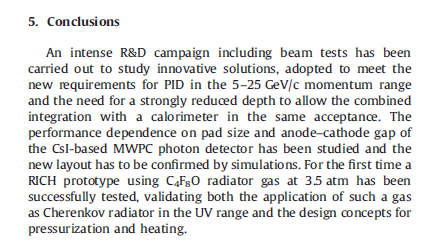 5. Conclusions
An intense R&D campaign including beam tests has been
carried out to study innovative solutions, adopted to meet the
new requirements for PID in the 5–25 GeV/c momentum range
and the need for a strongly reduced depth to allow the combined
integration with a calorimeter in the same acceptance. The
performance dependence on pad size and anode–cathode gap of
the CsI-based MWPC photon detector has been studied and the
new layout has to be confirmed by simulations. For the first time a
RICH prototype using C₄F₈O radiator gas at 3.5 atm has been
successfully tested, validating both the application of such a gas
as Cherenkov radiator in the UV range and the design concepts for
pressurization and heating.